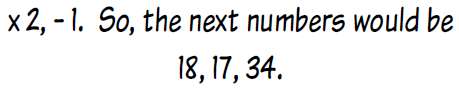 x 2, - 1. So, the next numbers would be
18, 17, 34.